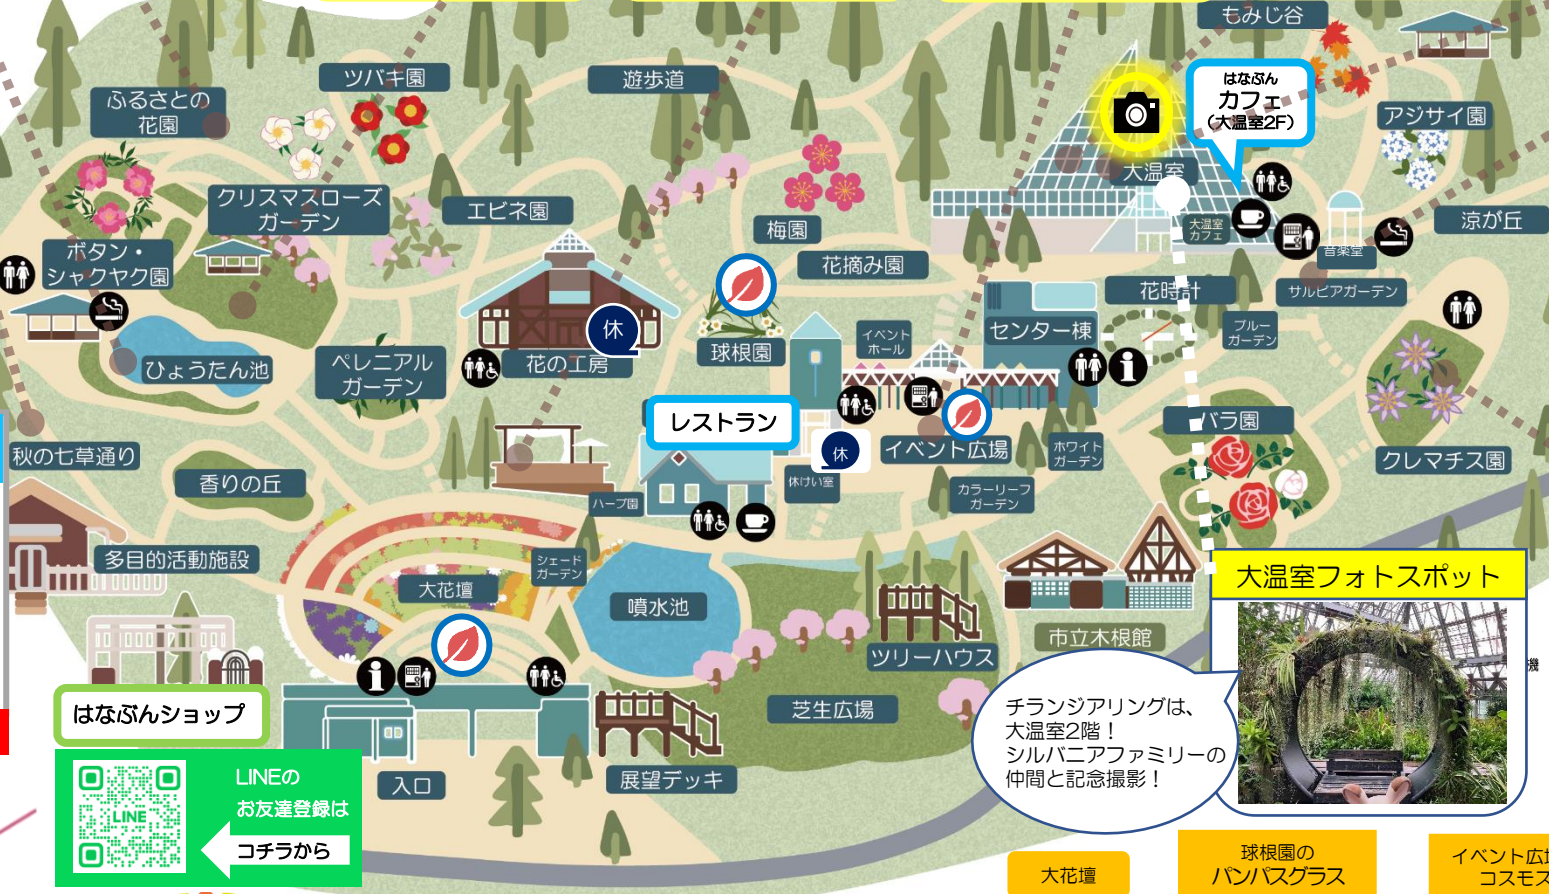 もみじ谷
ツバキ園
遊歩道
ふるさとの
花園
はなぶん
カフェ
(大温室2F)
アジサイ園
大温室
クリスマスローズ
ガーデン
エビネ園
梅園
大温室
カフェ
音楽堂
涼が丘
ボタン・
シャクヤク園
花摘み園
花時計
サルビアガーデン
センター棟
ブルー
ガーデン
イベント
ホール
休
球根園
花の工房
ひょうたん池
ペレニアル
ガーデン
レストラン
バラ園
秋の七草通り
休
イベント広場
ホワイト
ガーデン
クレマチス園
香りの丘
休けい室
カラーリーフ
ガーデン
ハーブ園
多目的活動施設
シェード
ガーデン
大花壇
大温室フォトスポット
噴水池
市立木根館
ツリーハウス
機
はなぶんショップ
芝生広場
チランジアリングは、
大温室2階!
シルバニアファミリーの
仲間と記念撮影!
入口
展望デッキ
LINEの
お友達登録は
LINE
コチラから
大花壇
球根園の
パンパスグラス
イベント広場
コスモス